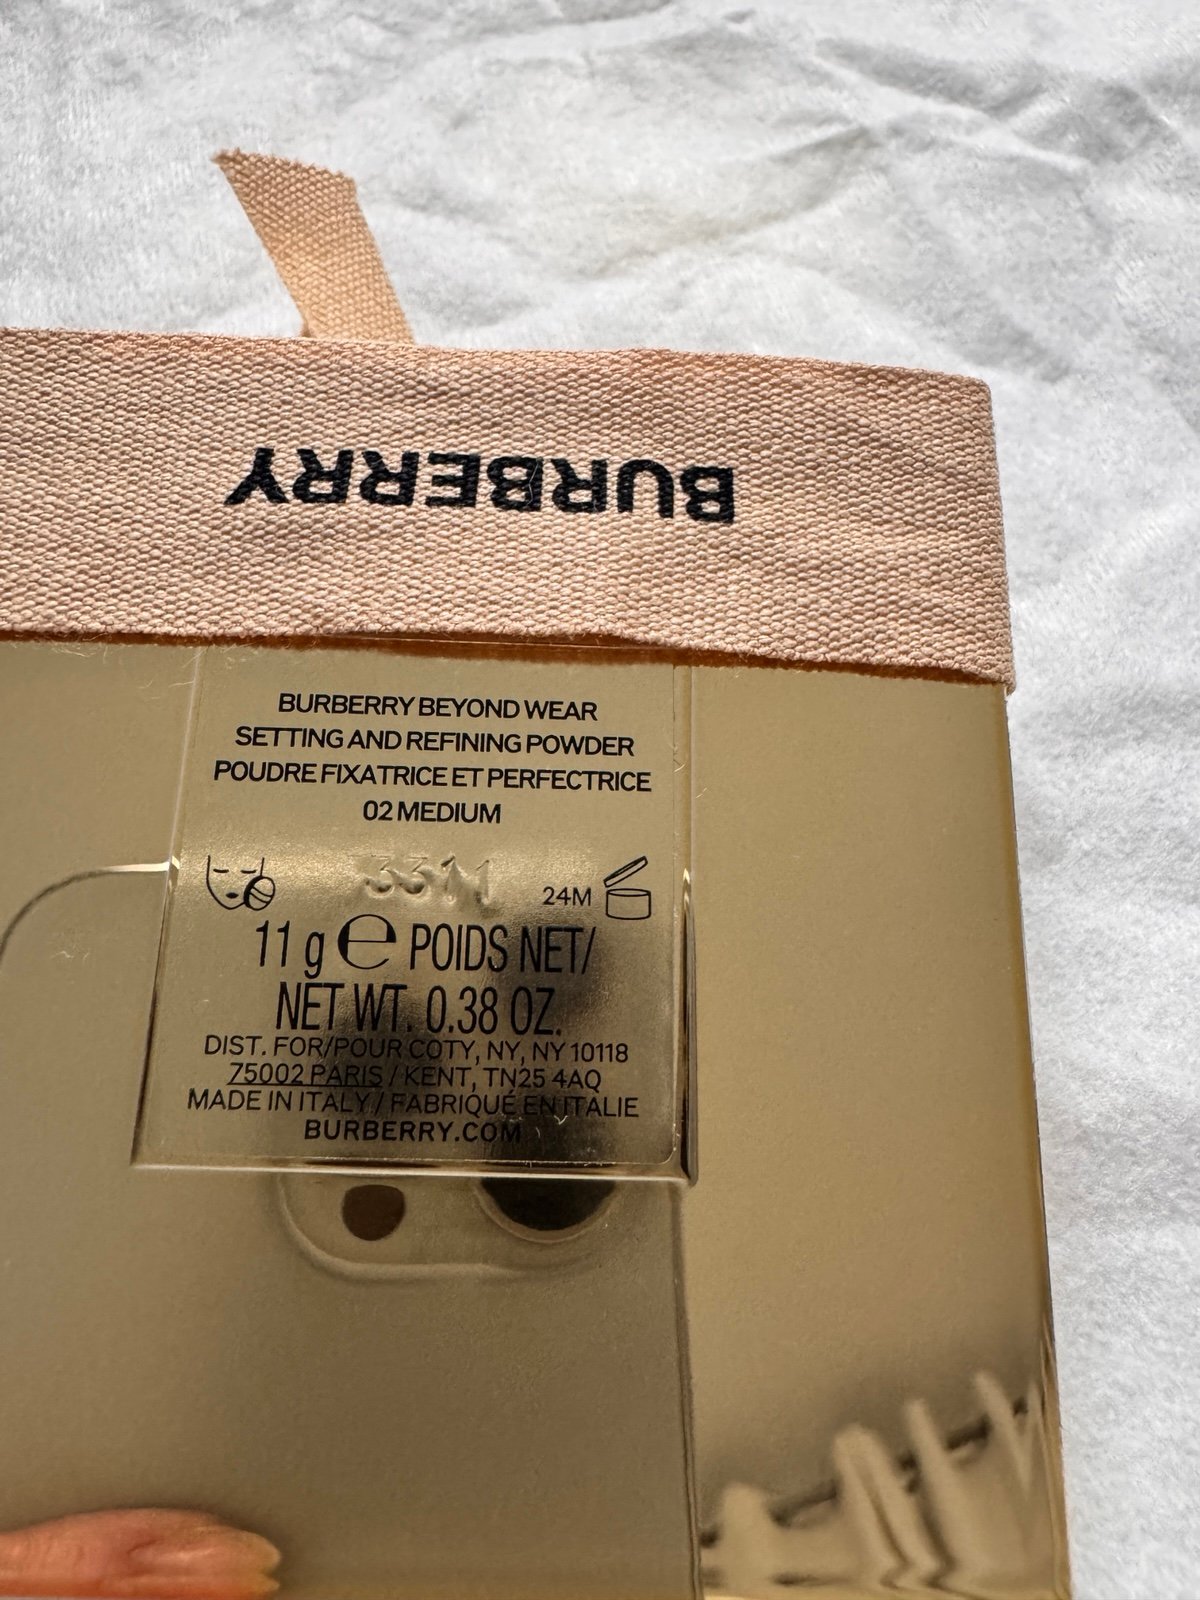 BURBERRY
BURBERRY BEYOND WEAR
SETTING AND REFINING POWDER
POUDRE FIXATRICE ET PERFECTRICE
02 MEDIUM
3311
24M
11 g e POIDS NET/
NET WT. 0.38 OZ.
DIST. FOR/POUR COTY, NY, NY 10118
75002 PARIS / KENT, TN25 4AQ
MADE IN ITALY / FABRIQUÉ EN ITALIE
BURBERRY.COM